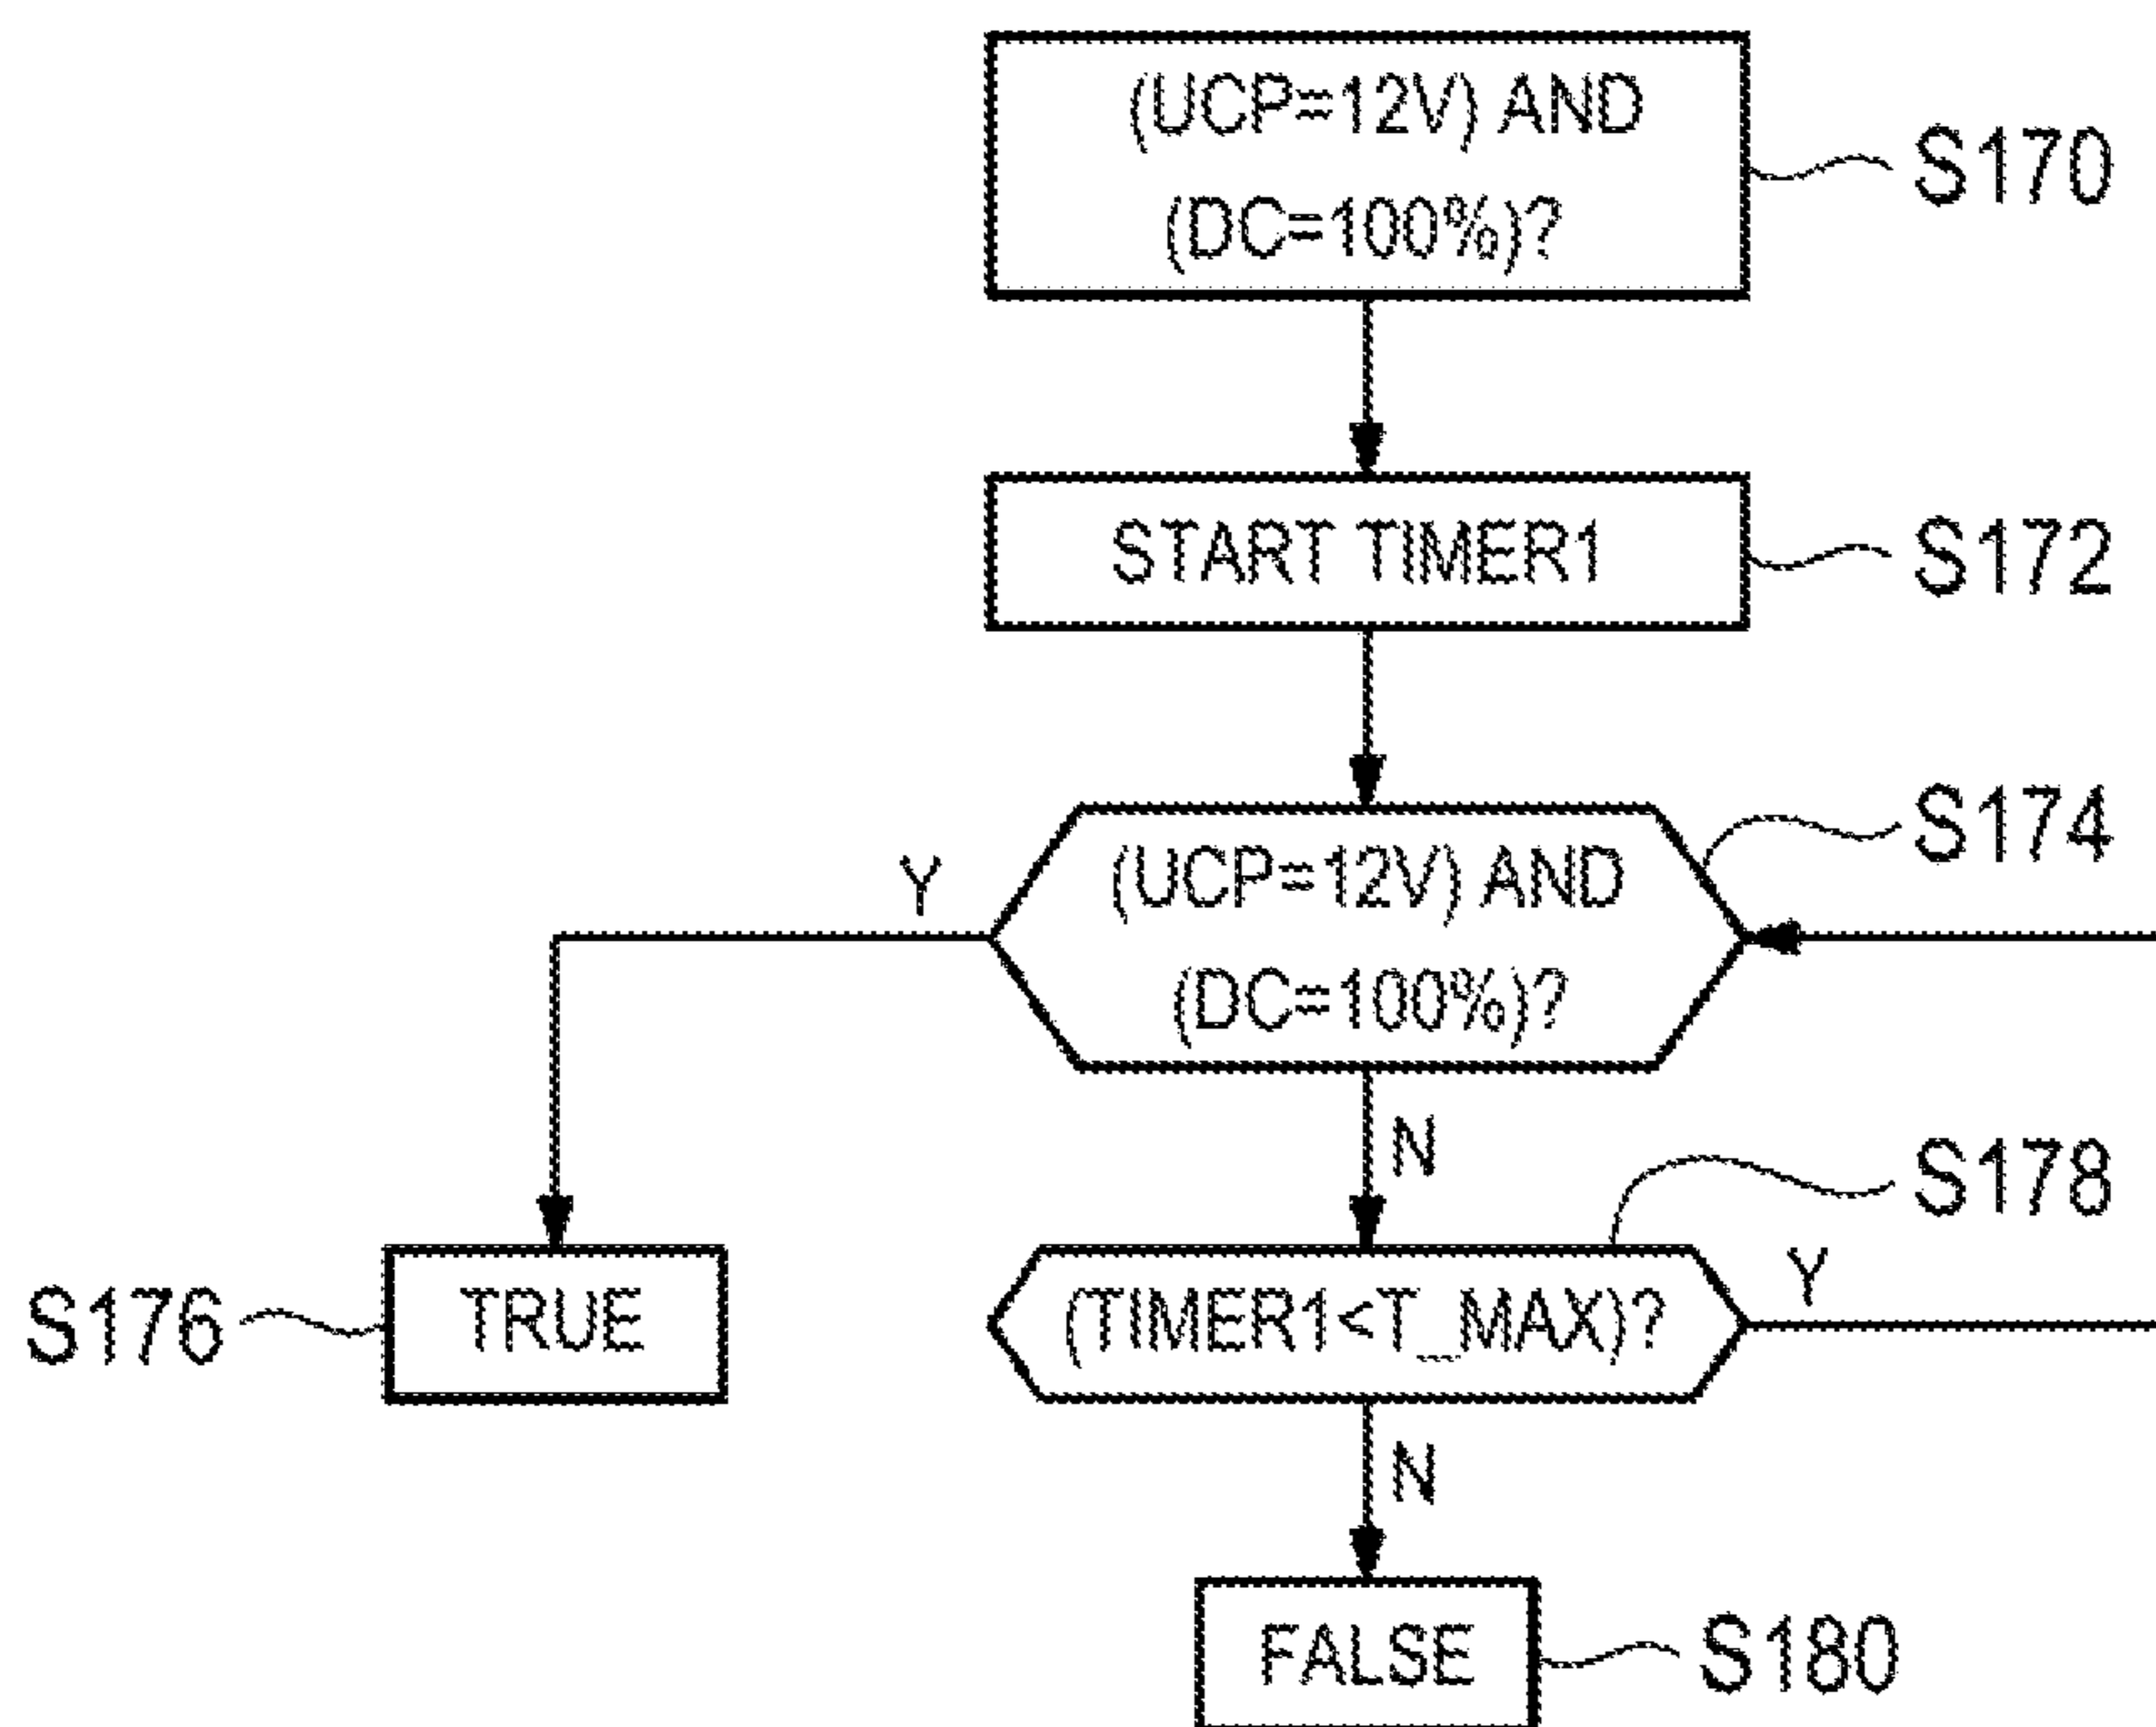 (UCP=12V) AND
(DC=100%)?
S170
START TIMER1
S172
(UCP=12V) AND
(DC=100%)?
S174
Y
N
S178
S176
TRUE
(TIMER1<T_MAX)?
Y
N
FALSE
S180